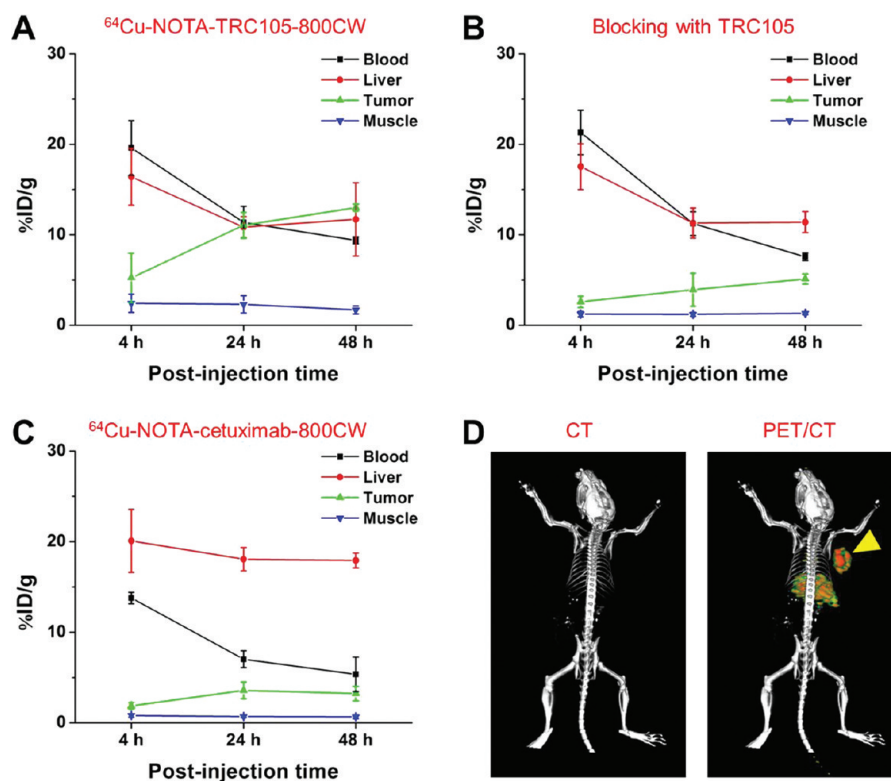 A
⁶⁴Cu-NOTA-TRC105-800CW
30
20
10
0
%ID/g
Blood
Liver
Tumor
Muscle
4 h 24 h 48 h
Post-injection time
B
Blocking with TRC105
30
20
10
0
%ID/g
Blood
Liver
Tumor
Muscle
4 h 24 h 48 h
Post-injection time
C
⁶⁴Cu-NOTA-cetuximab-800CW
30
20
10
0
%ID/g
Blood
Liver
Tumor
Muscle
4 h 24 h 48 h
Post-injection time
D
CT
PET/CT